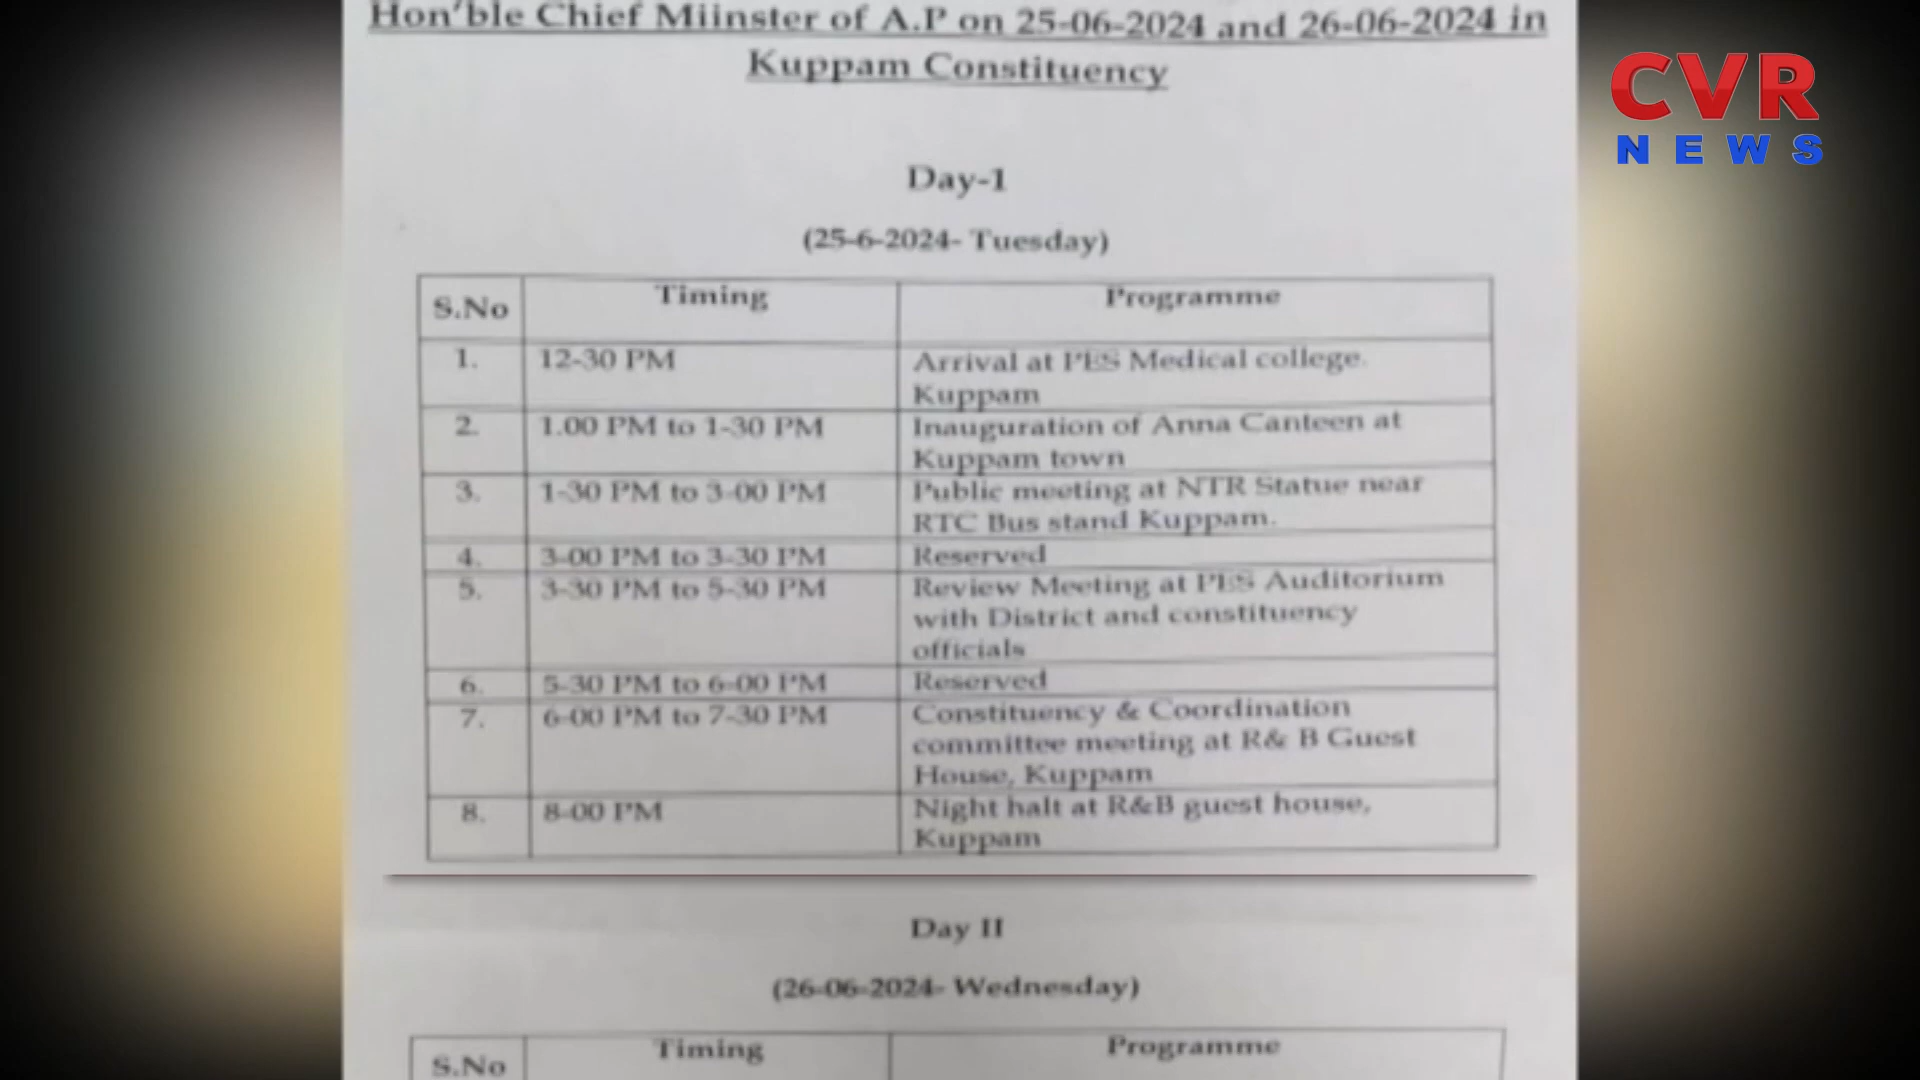 Hon'ble Chief Miinster of A.P on 25-06-2024 and 26-06-2024 in
Kuppam Constituency
CVR
NEWS
Day-1
(25-6-2024- Tuesday)
S.No Timing Programme
1. 12-30 PM Arrival at PES Medical college.
Kuppam
2. 1.00 PM to 1-30 PM Inauguration of Anna Canteen at
Kuppam town
3. 1-30 PM to 3-00 PM Public meeting at NTR Statue near
RTC Bus stand Kuppam.
4. 3-00 PM to 3-30 PM Reserved
5. 3-30 PM to 5-30 PM Review Meeting at PES Auditorium
with District and constituency
officials
6. 5-30 PM to 6-00 PM Reserved
7. 6-00 PM to 7-30 PM Constituency & Coordination
committee meeting at R& B Guest
House, Kuppam
8. 8-00 PM Night halt at R&B guest house,
Kuppam
Day II
(26-06-2024- Wednesday)
S.No Timing Programme